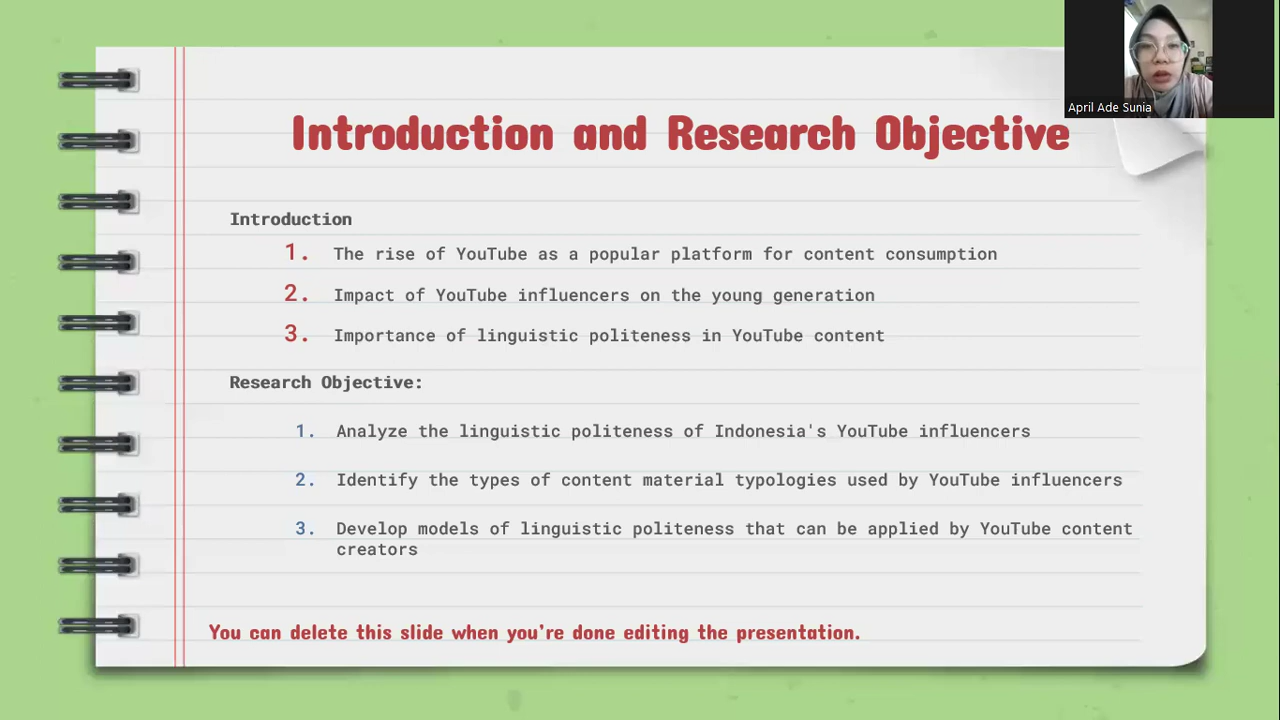 April Ade Sunia
Introduction and Research Objective
Introduction
1. The rise of YouTube as a popular platform for content consumption
2. Impact of YouTube influencers on the young generation
3. Importance of linguistic politeness in YouTube content
Research Objective:
1. Analyze the linguistic politeness of Indonesia's YouTube influencers
2. Identify the types of content material typologies used by YouTube influencers
3. Develop models of linguistic politeness that can be applied by YouTube content
creators
You can delete this slide when you're done editing the presentation.